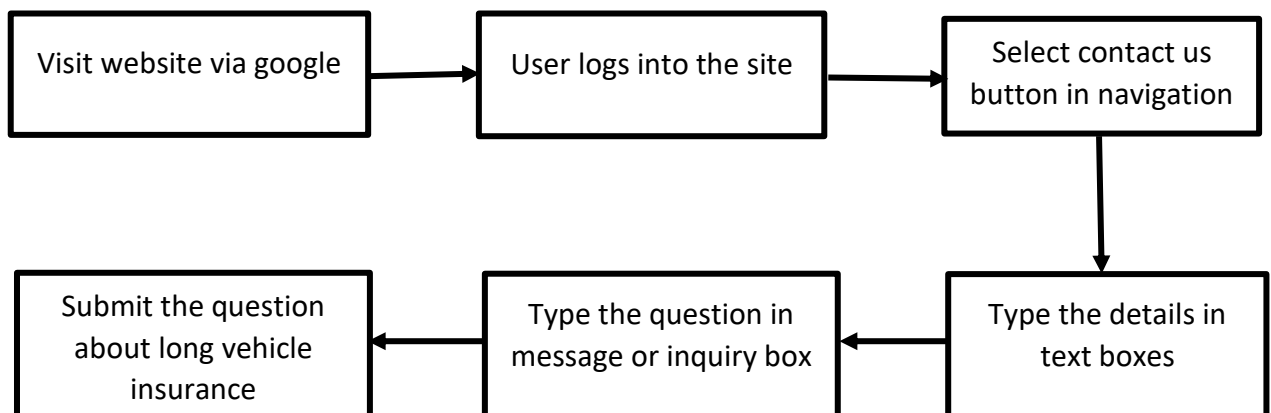 Visit website via google
User logs into the site
Select contact us
button in navigation
Type the details in
text boxes
Type the question in
message or inquiry box
Submit the question
about long vehicle
insurance